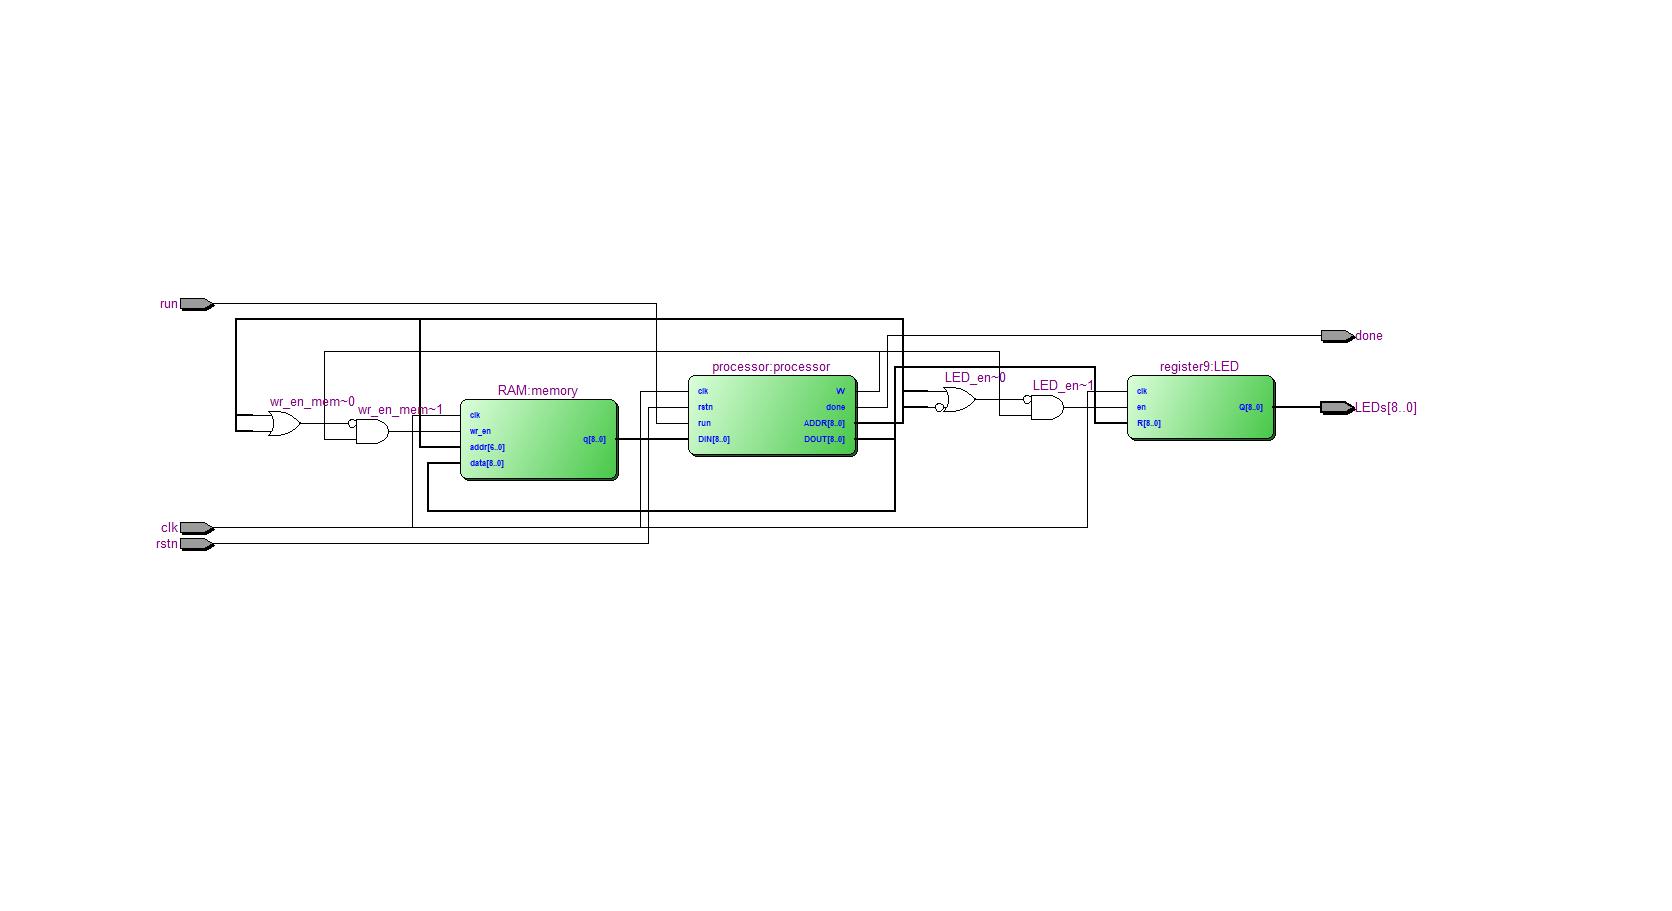 run
done
processor:processor
register9:LED
RAM:memory
LED_en~0
LED_en~1
wr_en_mem~0
wr_en_mem~1
clk
wr_en
addr[6..0]
data[8..0]
q[8..0]
clk
rstn
run
DIN[8..0]
W
done
ADDR[8..0]
DOUT[8..0]
clk
en
R[8..0]
Q[8..0]
LEDs[8..0]
clk
rstn